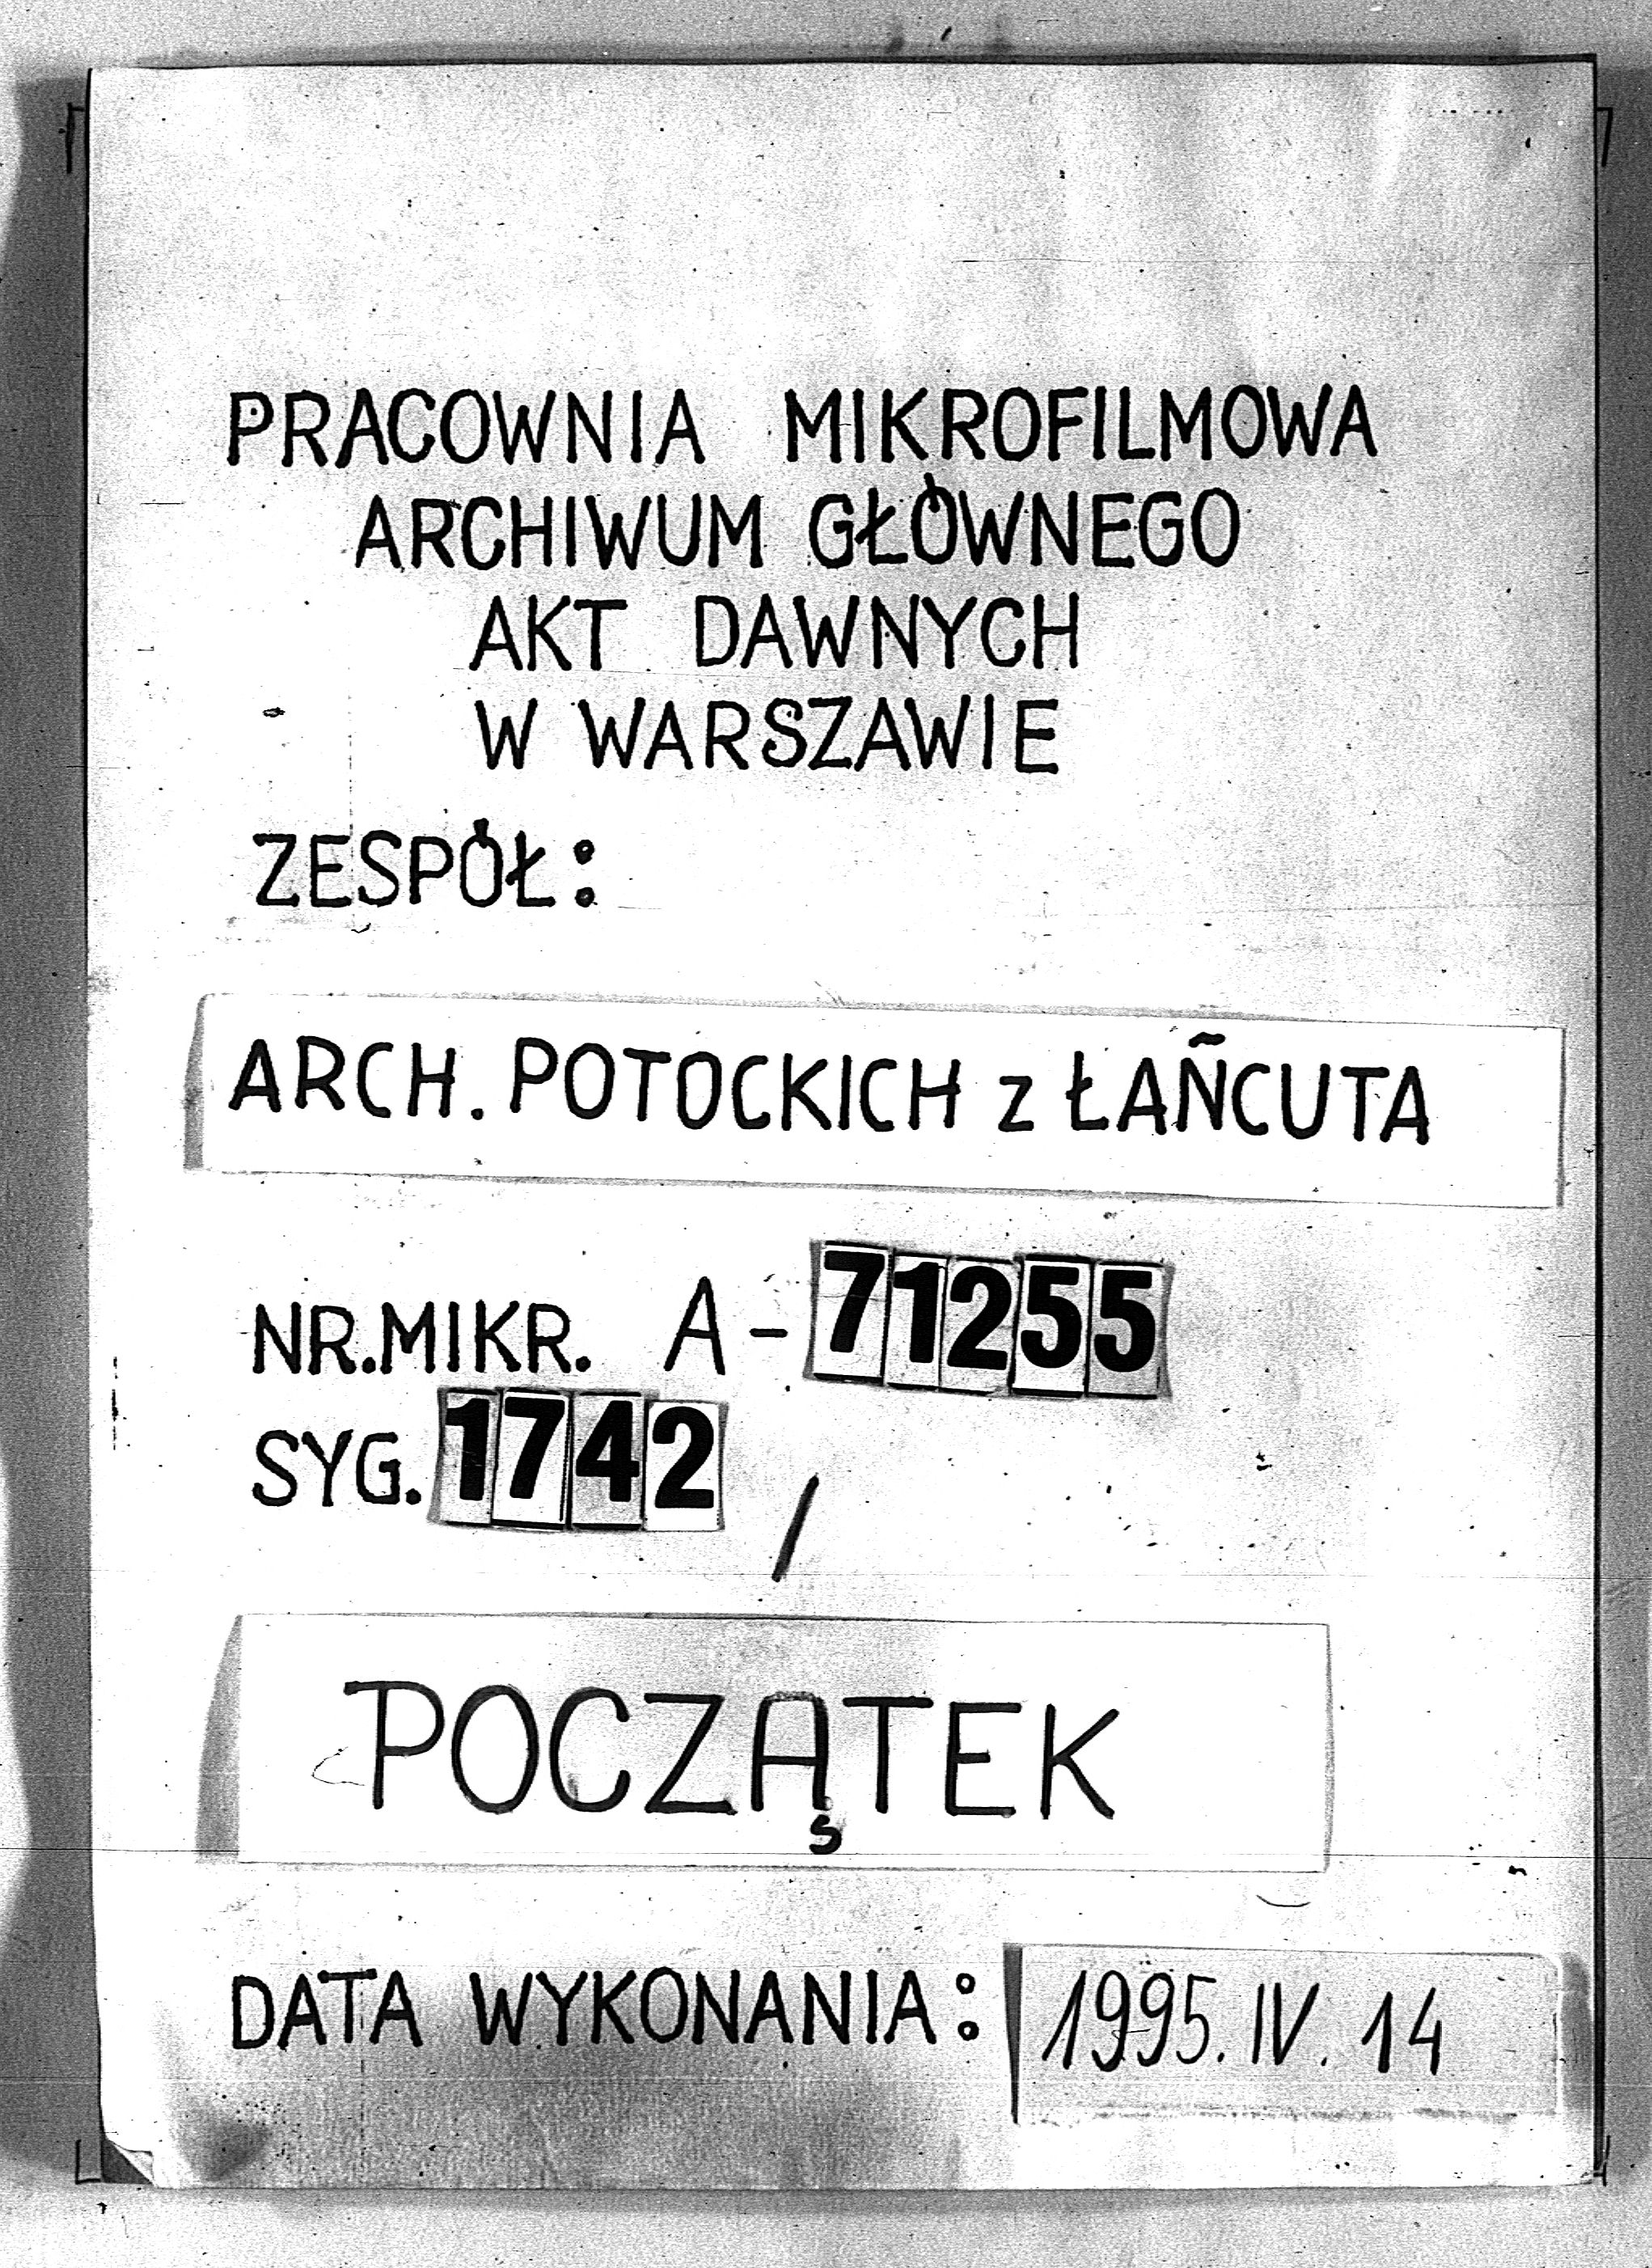 PRACOWNIA MIKROFILMOWA
ARCHIWUM GŁÓWNEGO
AKT DAWNYCH
W WARSZAWIE
ZESPÓŁ:
ARCH. POTOCKICH z ŁAŃCUTA
NR.MIKR. A-71255
SYG. 1742 /
POCZĄTEK
DATA WYKONANIA: 1995.IV.14